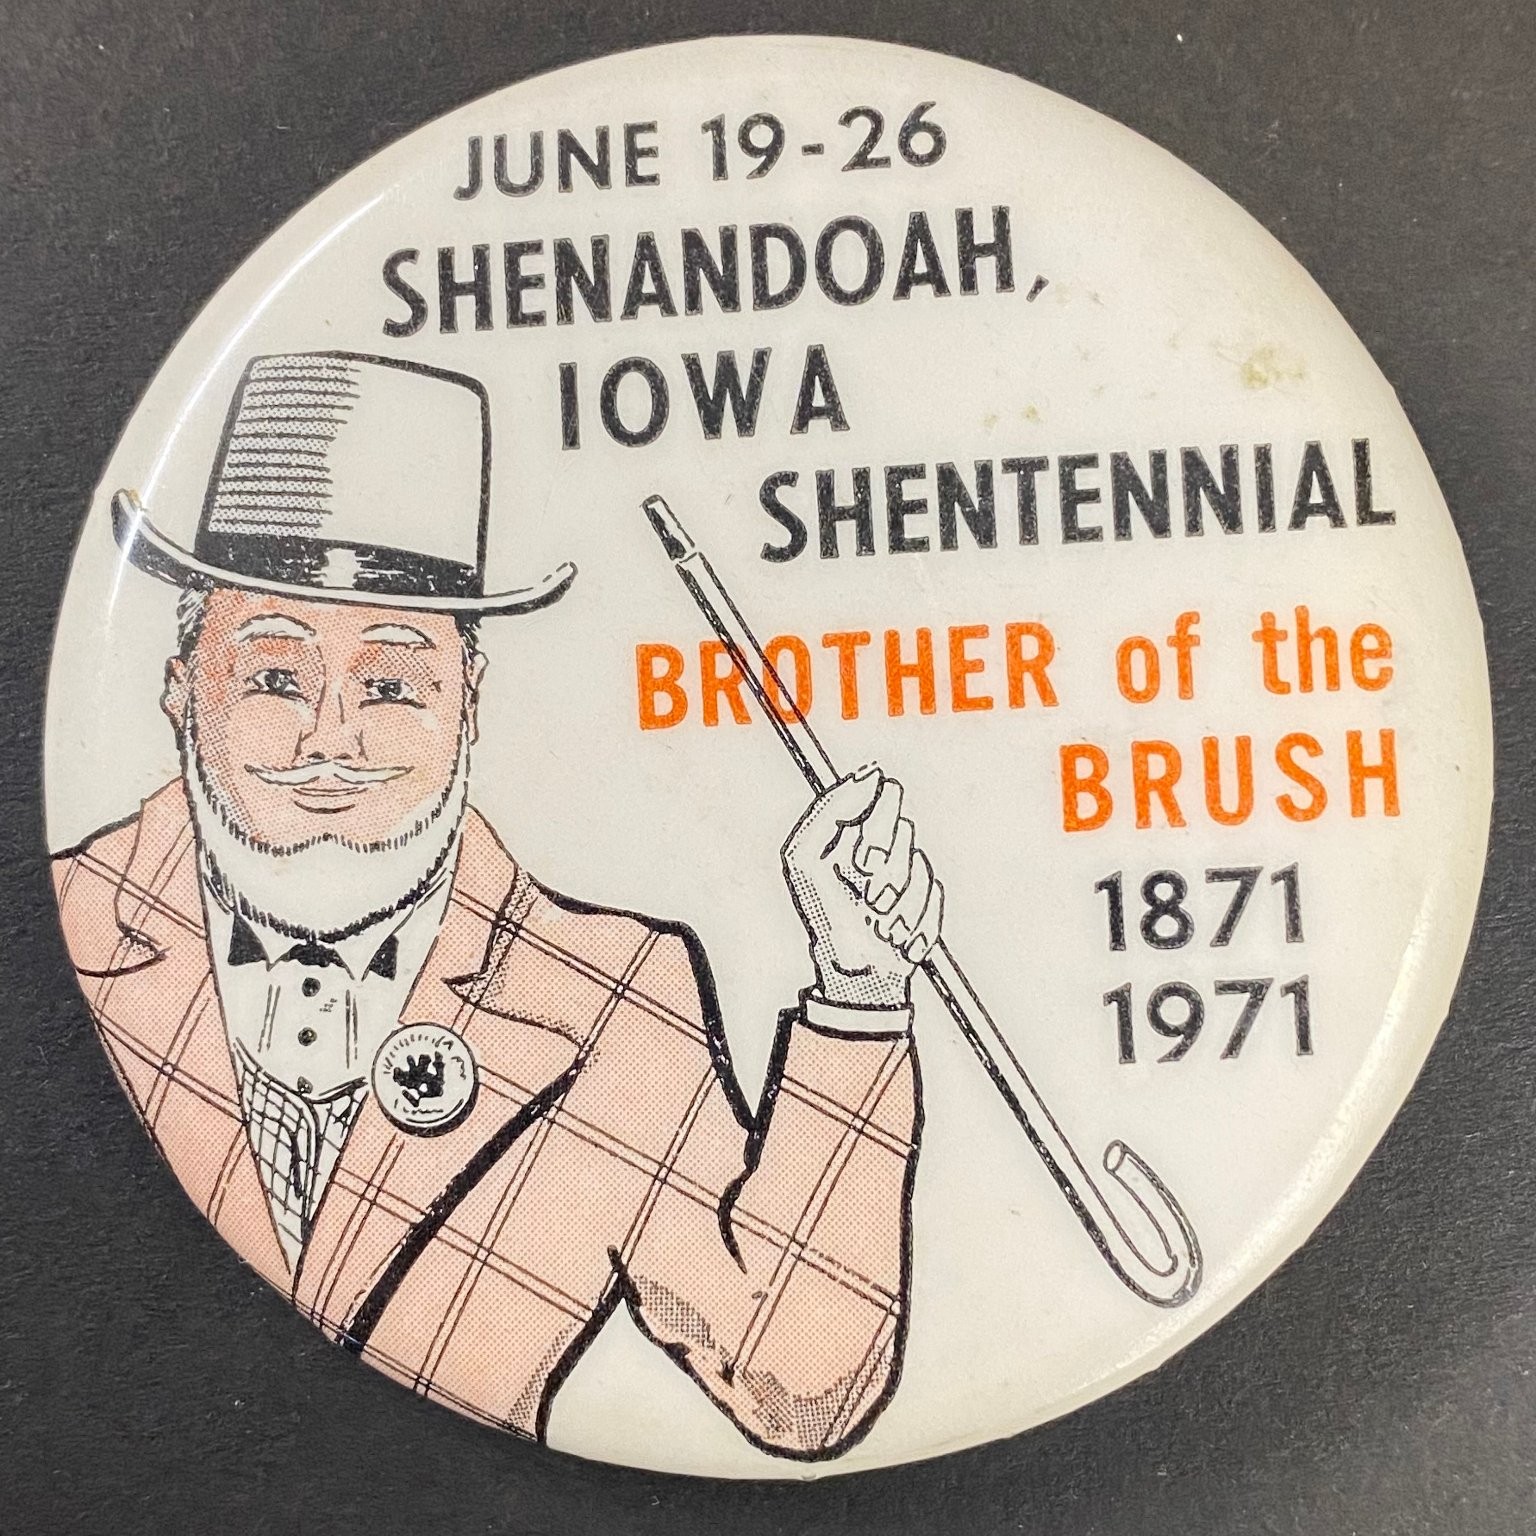 JUNE 19-26
SHENANDOAH,
IOWA
SHENTENNIAL
BROTHER of the
BRUSH
1871
1971